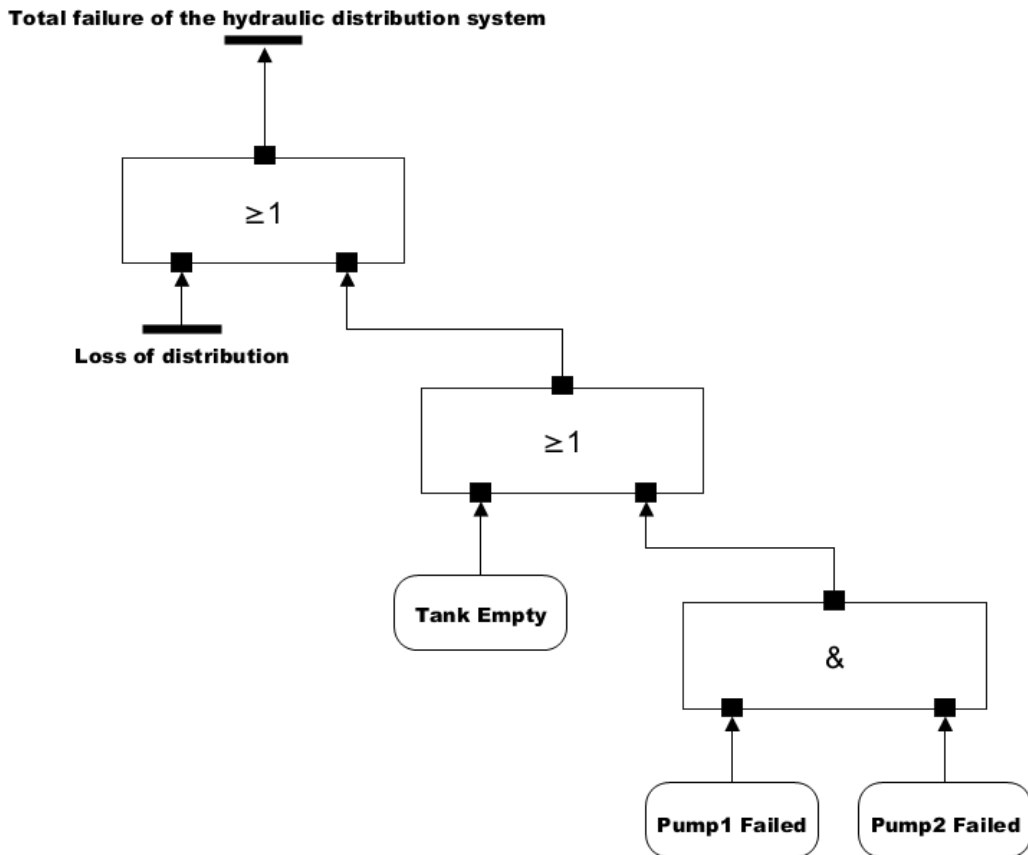 Total failure of the hydraulic distribution system
≥1
Loss of distribution
≥1
Tank Empty
&
Pump1 Failed
Pump2 Failed